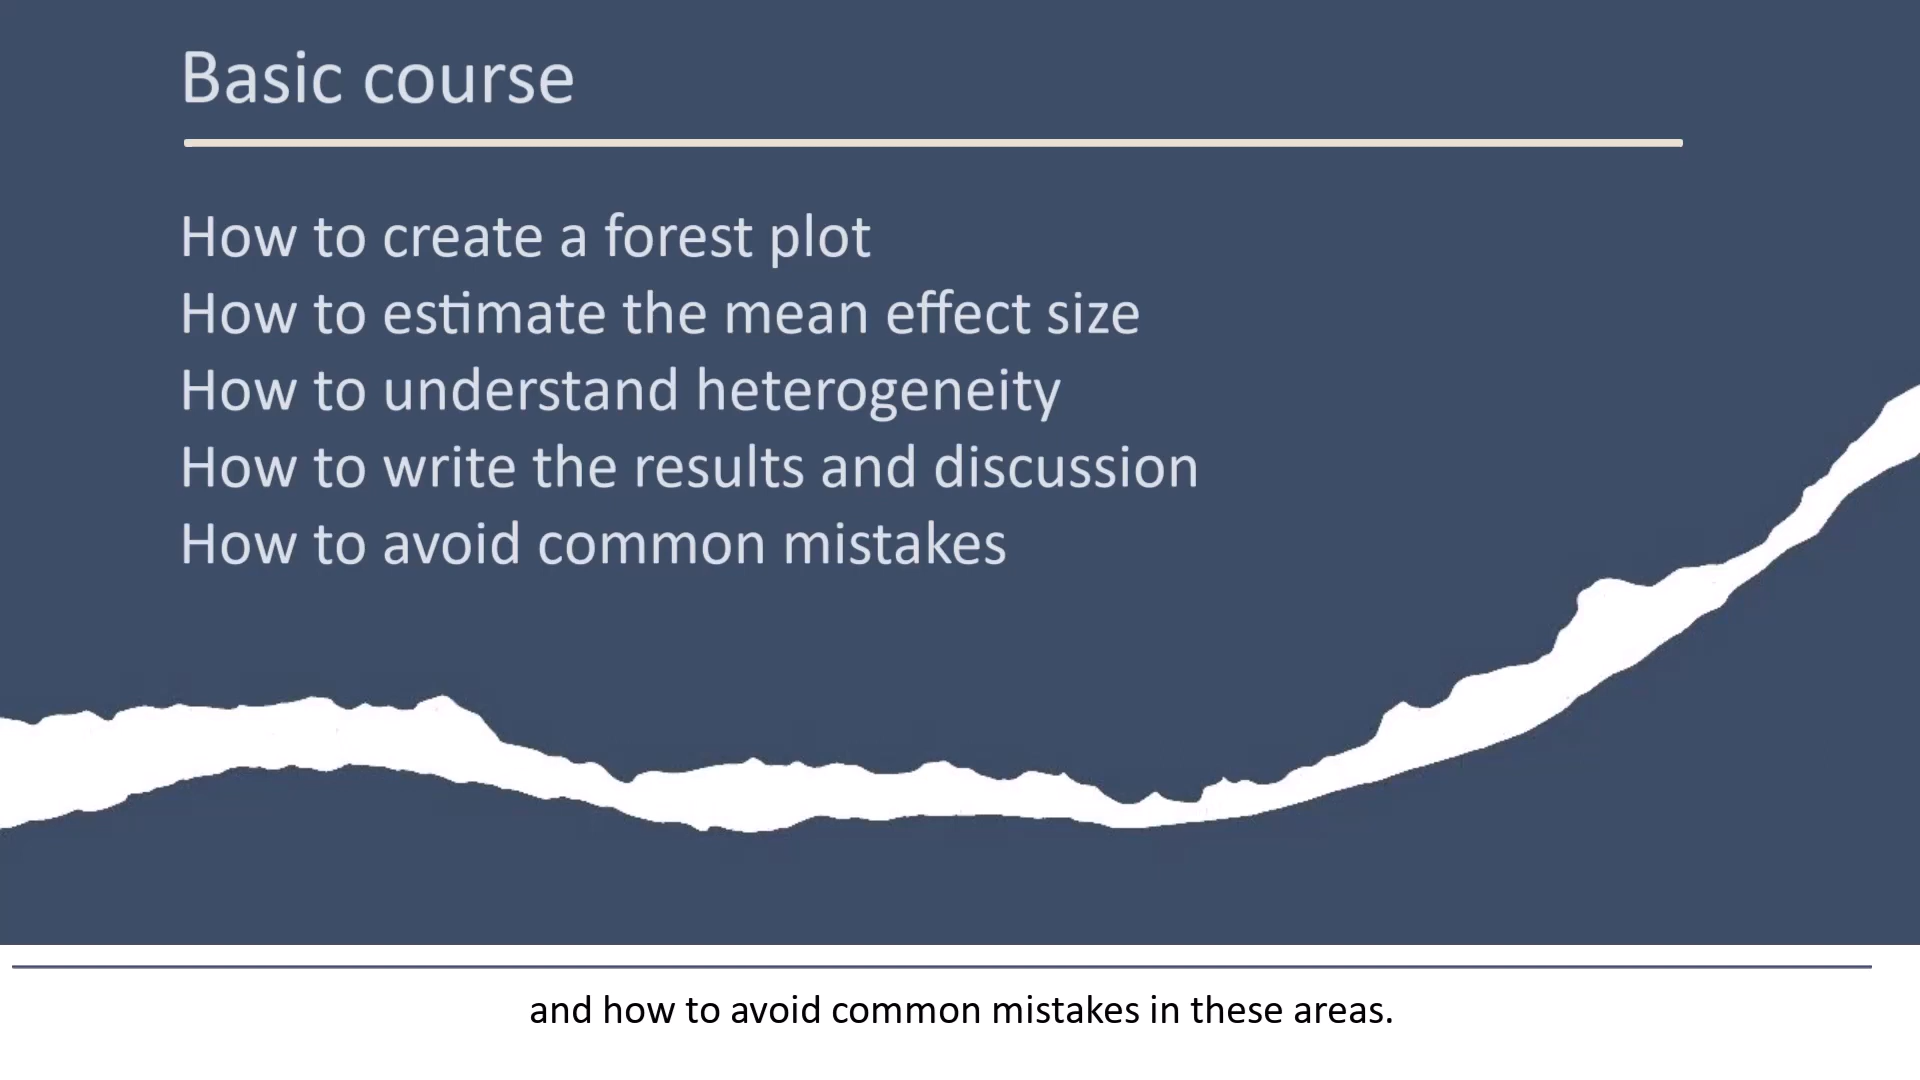 Basic course
How to create a forest plot
How to estimate the mean effect size
How to understand heterogeneity
How to write the results and discussion
How to avoid common mistakes
and how to avoid common mistakes in these areas.